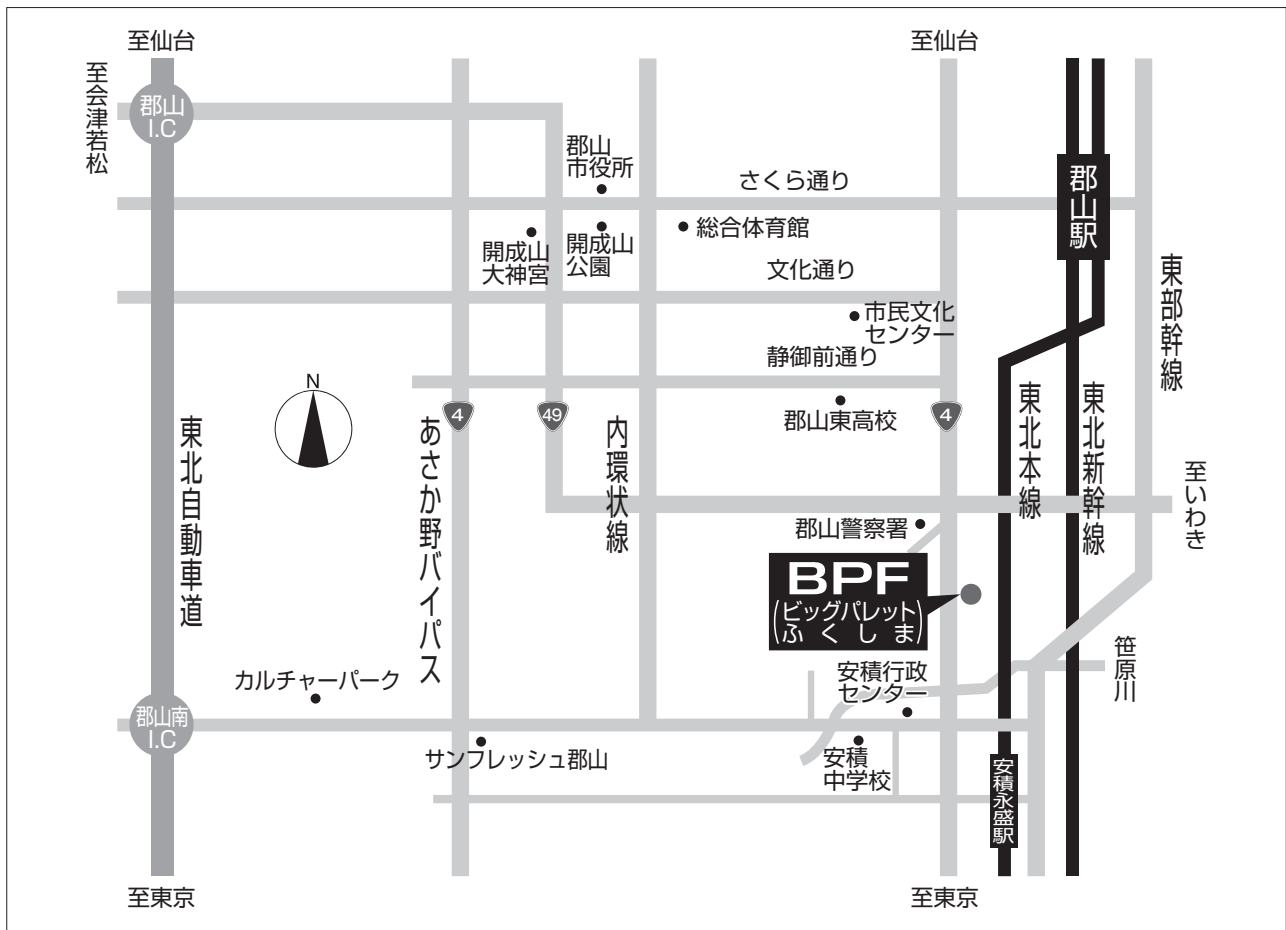 至仙台
至仙台
至会津若松
郡山
I.C
郡山
市役所
さくら通り
郡山駅
総合体育館
開成山
大神宮
開成山
公園
文化通り
東部幹線
市民文化
センター
静御前通り
N
4
49
4
郡山東高校
東北自動車道
あさか野バイパス
内環状線
東北本線
東北新幹線
至いわき
郡山警察署
BPF
(ビッグパレット
ふくしま)
笹原川
安積行政
センター
カルチャーパーク
郡山南
I.C
サンフレッシュ郡山
安積
中学校
安積永盛駅
至東京
至東京